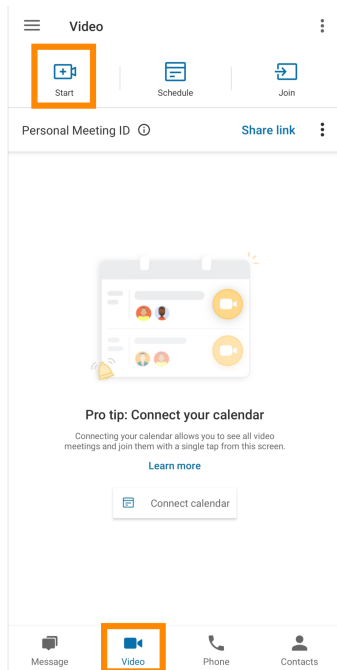 Video
Start
Schedule
Join
Personal Meeting ID
Share link
Pro tip: Connect your calendar
Connecting your calendar allows you to see all video
meetings and join them with a single tap from this screen.
Learn more
Connect calendar
Message
Video
Phone
Contacts